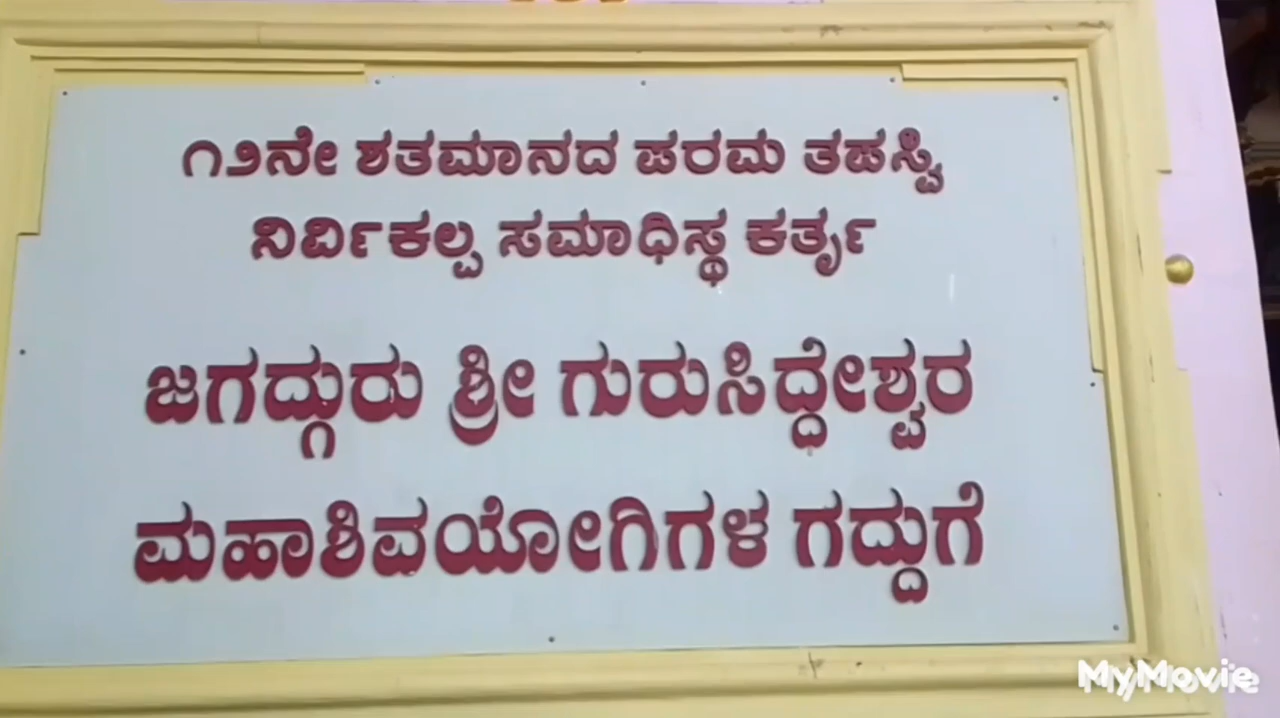 ೧೨ನೇ ಶತಮಾನದ ಪರಮ ತಪಸ್ವಿ
ನಿರ್ವಿಕಲ್ಪ ಸಮಾಧಿಸ್ಥ ಕರ್ತೃ
ಜಗದ್ಗುರು ಶ್ರೀ ಗುರುಸಿದ್ಧೇಶ್ವರ
ಮಹಾಶಿವಯೋಗಿಗಳ ಗದ್ದುಗೆ
MyMovie